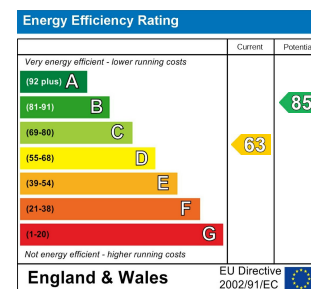 Energy Efficiency Rating
Current Potentia
Very energy efficient - lower running costs
(92 plus) A
(81-91) B
85
(69-80) C
63
(55-68) D
(39-54) E
(21-38) F
(1-20) G
Not energy efficient - higher running costs
England & Wales
EU Directive
2002/91/EC